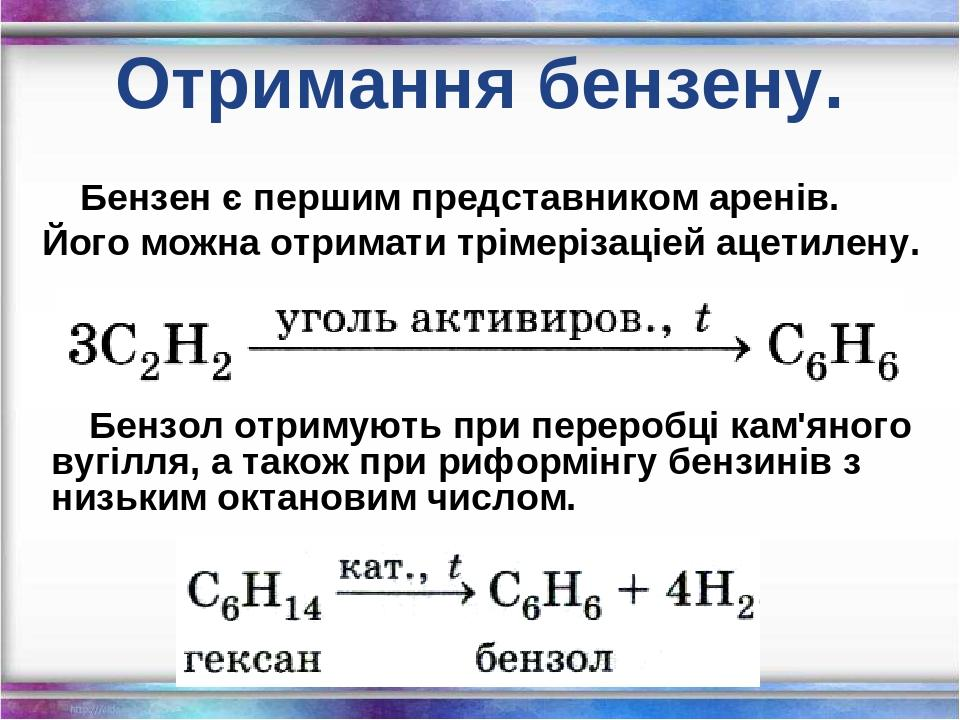 Отримання бензену.
Бензен є першим представником аренів.
Його можна отримати трімерізаціей ацетилену.
3C₂H₂ уголь активиров., t → C₆H₆
Бензол отримують при переробці кам'яного
вугілля, а також при риформінгу бензинів з
низьким октановим числом.
C₆H₁₄ кат., t → C₆H₆ + 4H₂
гексан бензол